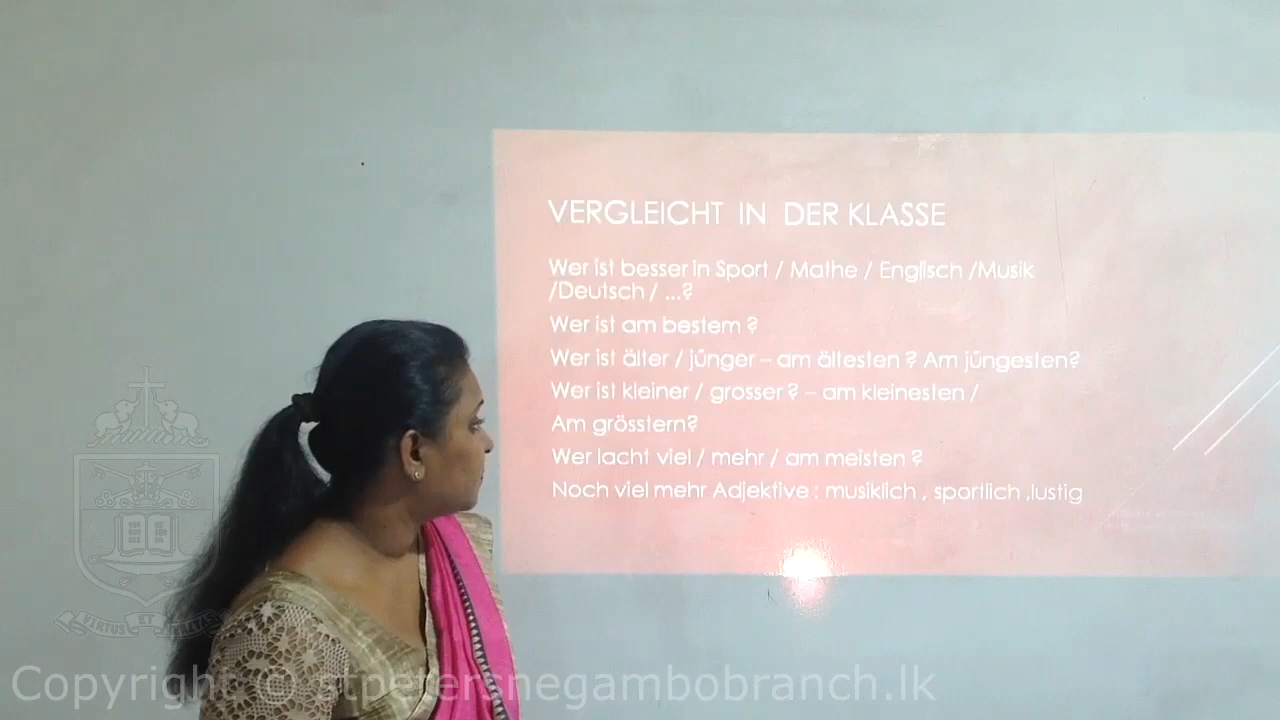 VERGLEICHT IN DER KLASSE
Wer ist besser in Sport / Mathe / Englisch /Musik
/Deutsch / ...?
Wer ist am bestem ?
Wer ist älter / jünger – am ältesten ? Am jüngesten?
Wer ist kleiner / grosser ? – am kleinesten /
Am grösstern?
Wer lacht viel / mehr / am meisten ?
Noch viel mehr Adjektive : musiklich , sportlich ,lustig
VIRTUS ET
Copyright © stpetersnegambobranch.lk